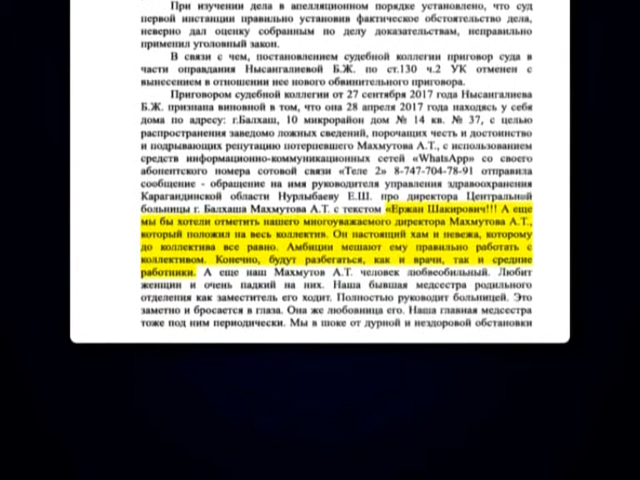 При изучении дела в апелляционном порядке установлено, что суд
первой инстанции правильно установив фактическое обстоятельство дела,
неверно дал оценку собранным по делу доказательствам, неправильно
применил уголовный закон.
В связи с чем, постановлением судебной коллегии приговор суда в
части оправдания Нысангалиевой Б.Ж. по ст.130 ч.2 УК отменен с
вынесением в отношении нее нового обвинительного приговора.
Приговором судебной коллегии от 27 сентября 2017 года Нысангалиева
Б.Ж. признана виновной в том, что она 28 апреля 2017 года находясь у себя
дома по адресу: г.Балхаш, 10 микрорайон дом № 14 кв. № 37, с целью
распространения заведомо ложных сведений, порочащих честь и достоинство
и подрывающих репутацию потерпевшего Махмутова А.Т., с использованием
средств информационно-коммуникационных сетей «WhatsApp» со своего
абонентского номера сотовой связи «Теле 2» 8-747-704-78-91 отправила
сообщение - обращение на имя руководителя управления здравоохранения
Карагандинской области Нурлыбаеву Е.Ш. про директора Центральной
больницы г. Балхаша Махмутова А.Т. с текстом «Ержан Шакирович!!! А еще
мы бы хотели отметить нашего многоуважаемого директора Махмутова А.Т.,
который положил на весь коллектив. Он настоящий хам и невежа, которому
до коллектива все равно. Амбиции мешают ему правильно работать с
коллективом. Конечно, будут разбегаться, как и врачи, так и средние
работники. А еще наш Махмутов А.Т. человек любвеобильный. Любит
женщин и очень падкий на них. Наша бывшая медсестра родильного
отделения как заместитель его ходит. Полностью руководит больницей. Это
заметно и бросается в глаза. Она же любовница его. Наша главная медсестра
тоже под ним периодически. Мы в шоке от дурной и нездоровой обстановки